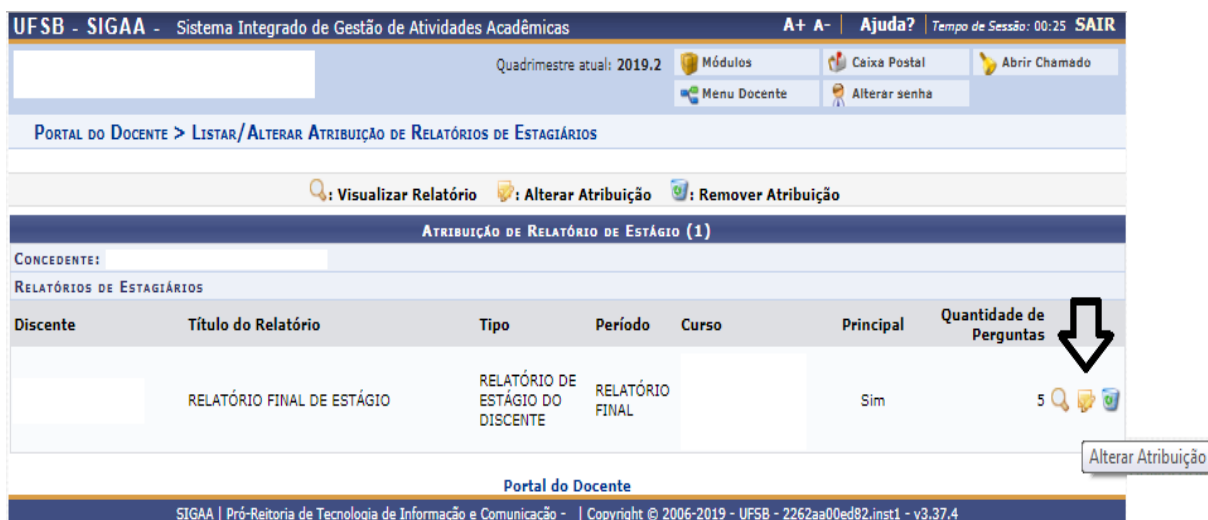 UFSB - SIGAA - Sistema Integrado de Gestão de Atividades Acadêmicas A+ A- | Ajuda? | Tempo de Sessão: 00:25 SAIR
Quadrimestre atual: 2019.2 Módulos Caixa Postal Abrir Chamado
Menu Docente Alterar senha
PORTAL DO DOCENTE > LISTAR/ALTERAR ATRIBUIÇÃO DE RELATÓRIOS DE ESTAGIÁRIOS
: Visualizar Relatório : Alterar Atribuição : Remover Atribuição
ATRIBUIÇÃO DE RELATÓRIO DE ESTÁGIO (1)
CONCEDENTE:
RELATÓRIOS DE ESTAGIÁRIOS
Discente Título do Relatório Tipo Período Curso Principal Quantidade de
Perguntas
RELATÓRIO FINAL DE ESTÁGIO RELATÓRIO DE
ESTÁGIO DO
DISCENTE RELATÓRIO
FINAL Sim 5
Alterar Atribuição
Portal do Docente
SIGAA | Pró-Reitoria de Tecnologia de Informação e Comunicação - | Copyright © 2006-2019 - UFSB - 2262aa00ed82.inst1 - v3.37.4